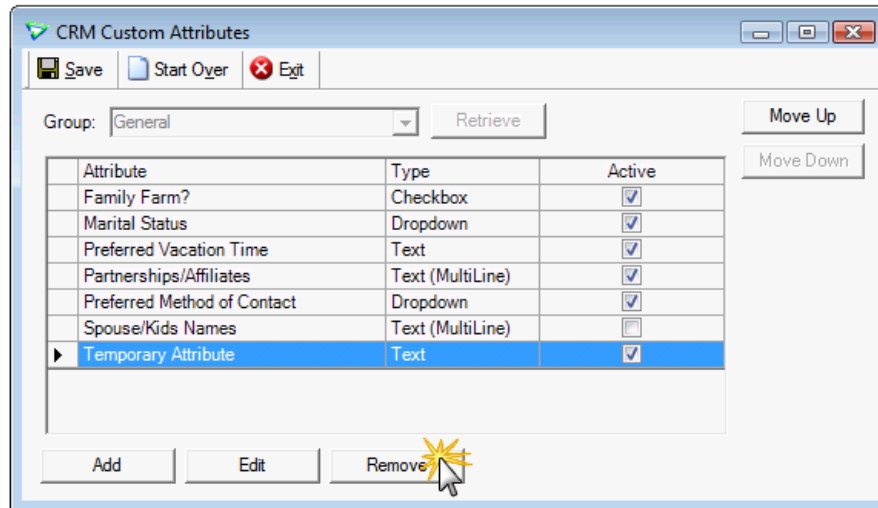 CRM Custom Attributes
Save Start Over Exit
Group: General Retrieve Move Up
Move Down
Attribute Type Active
Family Farm? Checkbox
Marital Status Dropdown
Preferred Vacation Time Text
Partnerships/Affiliates Text (MultiLine)
Preferred Method of Contact Dropdown
Spouse/Kids Names Text (MultiLine)
Temporary Attribute Text
Add Edit Remove